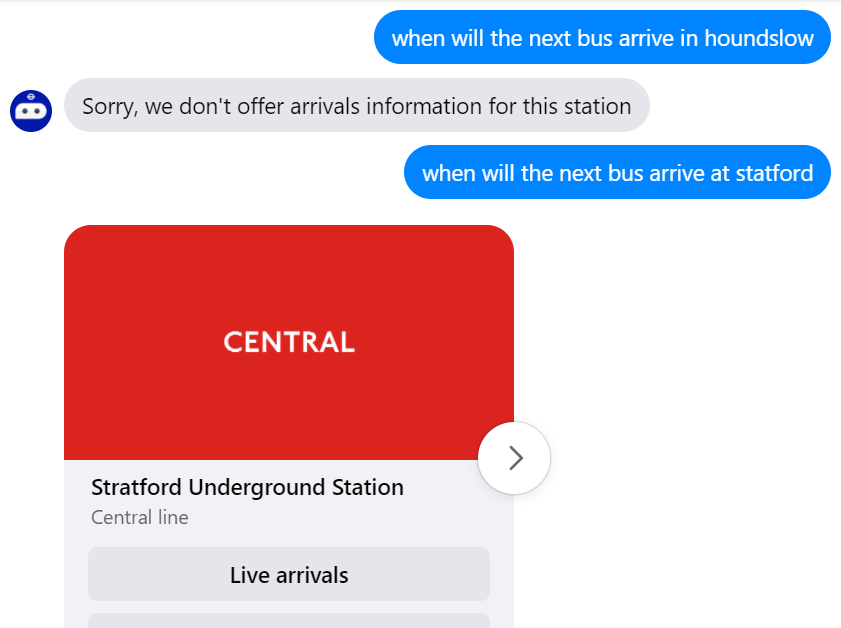 when will the next bus arrive in houndslow
Sorry, we don't offer arrivals information for this station
when will the next bus arrive at statford
CENTRAL
Stratford Underground Station
Central line
Live arrivals